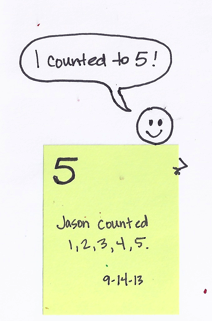 I counted to 5!
5
Jason counted
1, 2, 3, 4, 5.
9-14-13